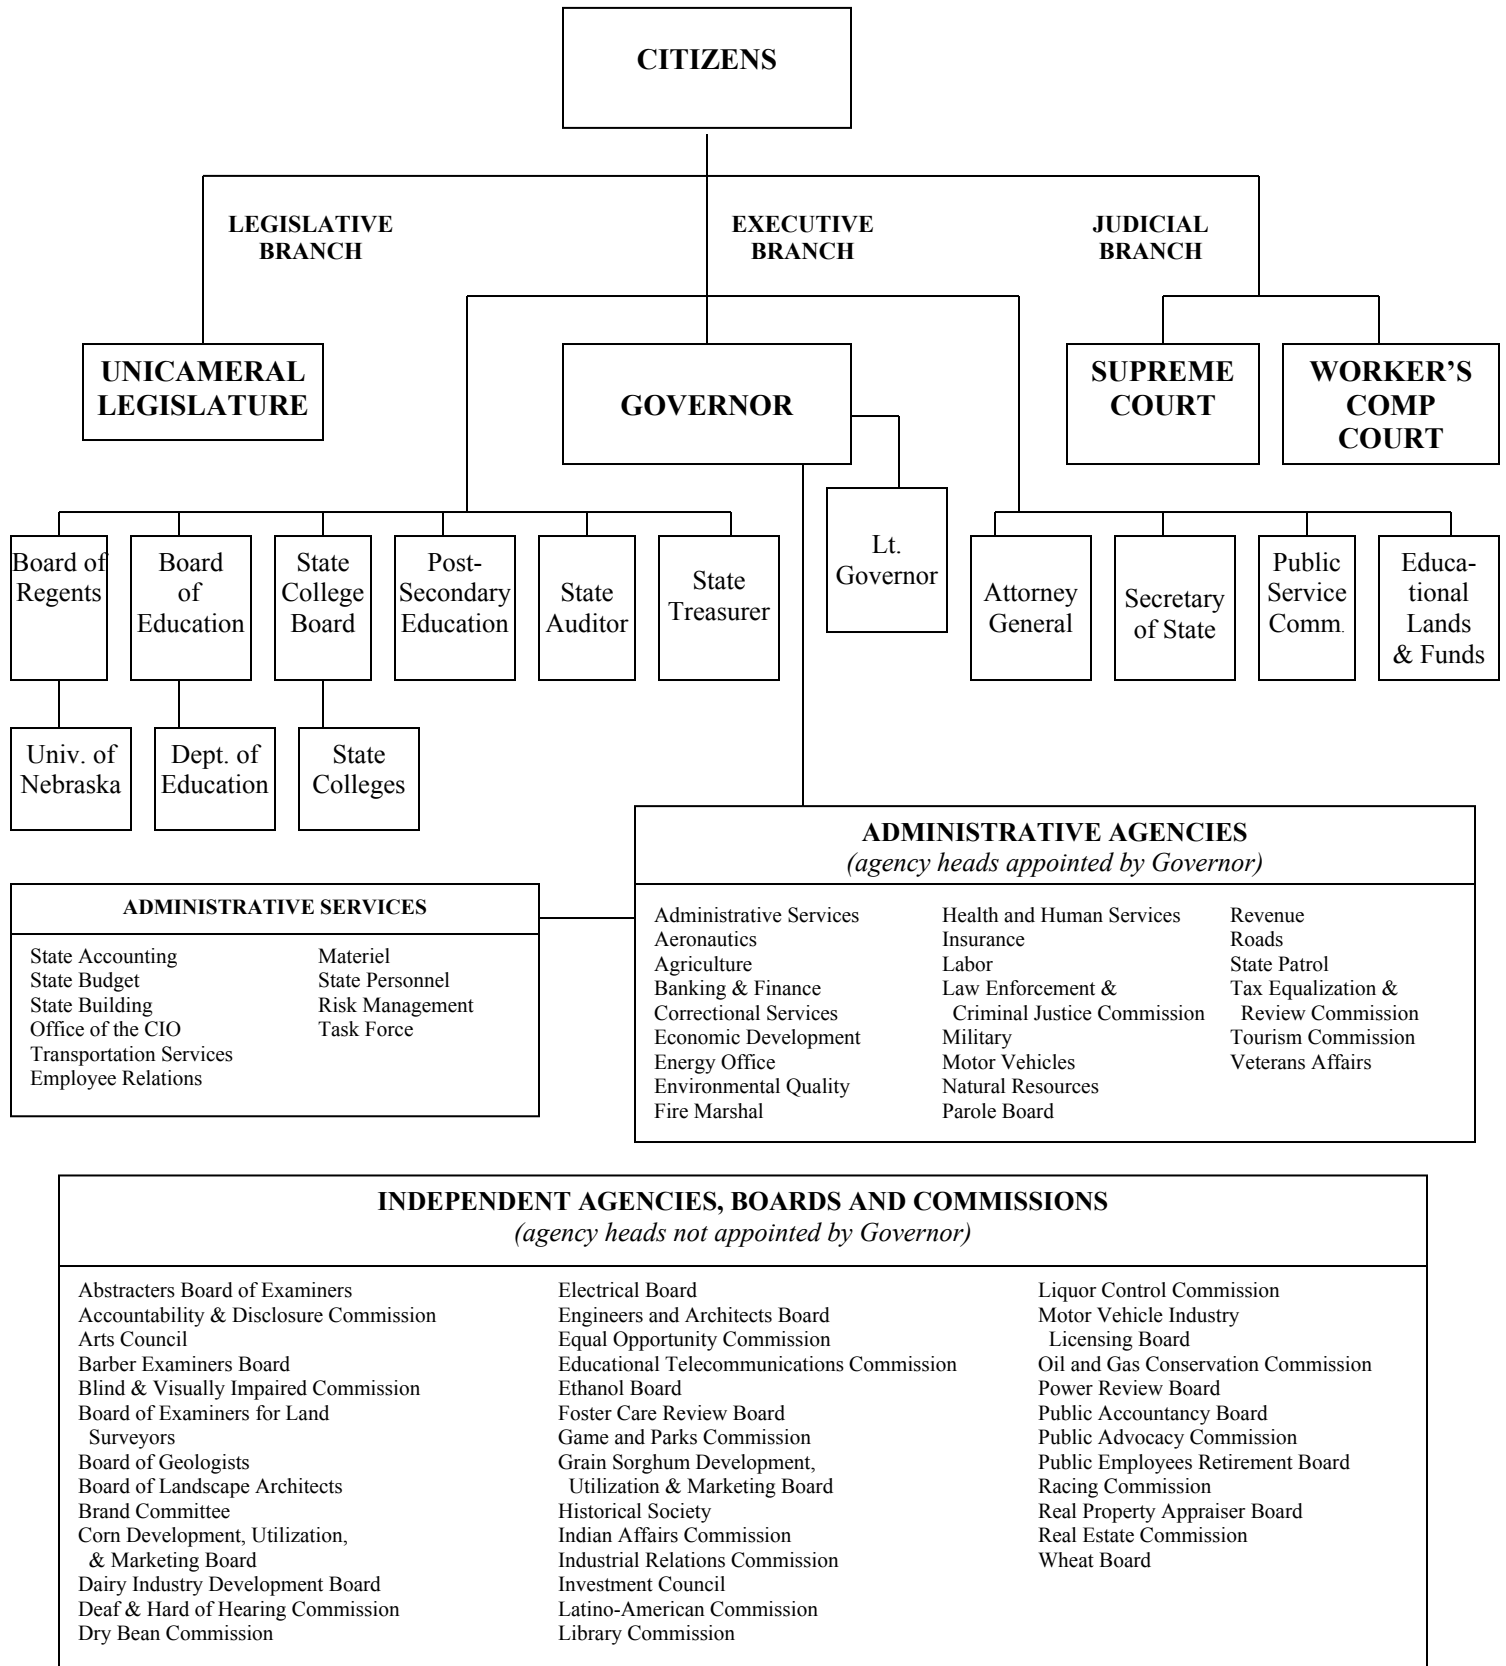 CITIZENS
LEGISLATIVE
BRANCH
EXECUTIVE
BRANCH
JUDICIAL
BRANCH
UNICAMERAL
LEGISLATURE
GOVERNOR
SUPREME
COURT
WORKER’S
COMP
COURT
Lt.
Governor
Board of
Regents
Board
of
Education
State
College
Board
Post-
Secondary
Education
State
Auditor
State
Treasurer
Attorney
General
Secretary
of State
Public
Service
Comm.
Educa-
tional
Lands
& Funds
Univ. of
Nebraska
Dept. of
Education
State
Colleges
ADMINISTRATIVE AGENCIES
(agency heads appointed by Governor)
Administrative Services
Aeronautics
Agriculture
Banking & Finance
Correctional Services
Economic Development
Energy Office
Environmental Quality
Fire Marshal
Health and Human Services
Insurance
Labor
Law Enforcement &
Criminal Justice Commission
Military
Motor Vehicles
Natural Resources
Parole Board
Revenue
Roads
State Patrol
Tax Equalization &
Review Commission
Tourism Commission
Veterans Affairs
ADMINISTRATIVE SERVICES
State Accounting
State Budget
State Building
Office of the CIO
Transportation Services
Employee Relations
Materiel
State Personnel
Risk Management
Task Force
INDEPENDENT AGENCIES, BOARDS AND COMMISSIONS
(agency heads not appointed by Governor)
Abstracters Board of Examiners
Accountability & Disclosure Commission
Arts Council
Barber Examiners Board
Blind & Visually Impaired Commission
Board of Examiners for Land
Surveyors
Board of Geologists
Board of Landscape Architects
Brand Committee
Corn Development, Utilization,
& Marketing Board
Dairy Industry Development Board
Deaf & Hard of Hearing Commission
Dry Bean Commission
Electrical Board
Engineers and Architects Board
Equal Opportunity Commission
Educational Telecommunications Commission
Ethanol Board
Foster Care Review Board
Game and Parks Commission
Grain Sorghum Development,
Utilization & Marketing Board
Historical Society
Indian Affairs Commission
Industrial Relations Commission
Investment Council
Latino-American Commission
Library Commission
Liquor Control Commission
Motor Vehicle Industry
Licensing Board
Oil and Gas Conservation Commission
Power Review Board
Public Accountancy Board
Public Advocacy Commission
Public Employees Retirement Board
Racing Commission
Real Property Appraiser Board
Real Estate Commission
Wheat Board